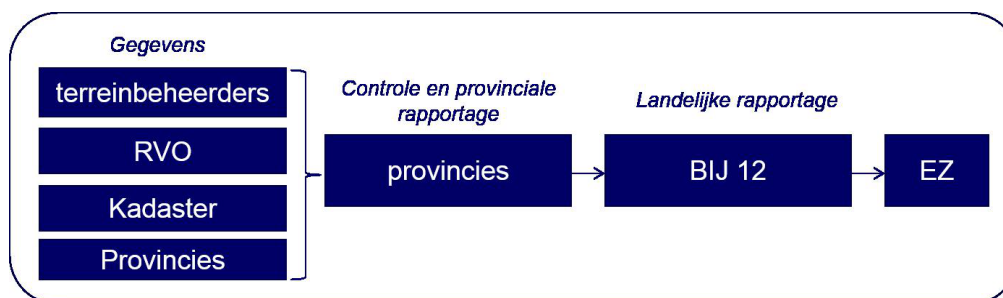 Gegevens
terreinbeheerders
RVO
Kadaster
Provincies
Controle en provinciale
rapportage
provincies
Landelijke rapportage
BIJ 12
EZ